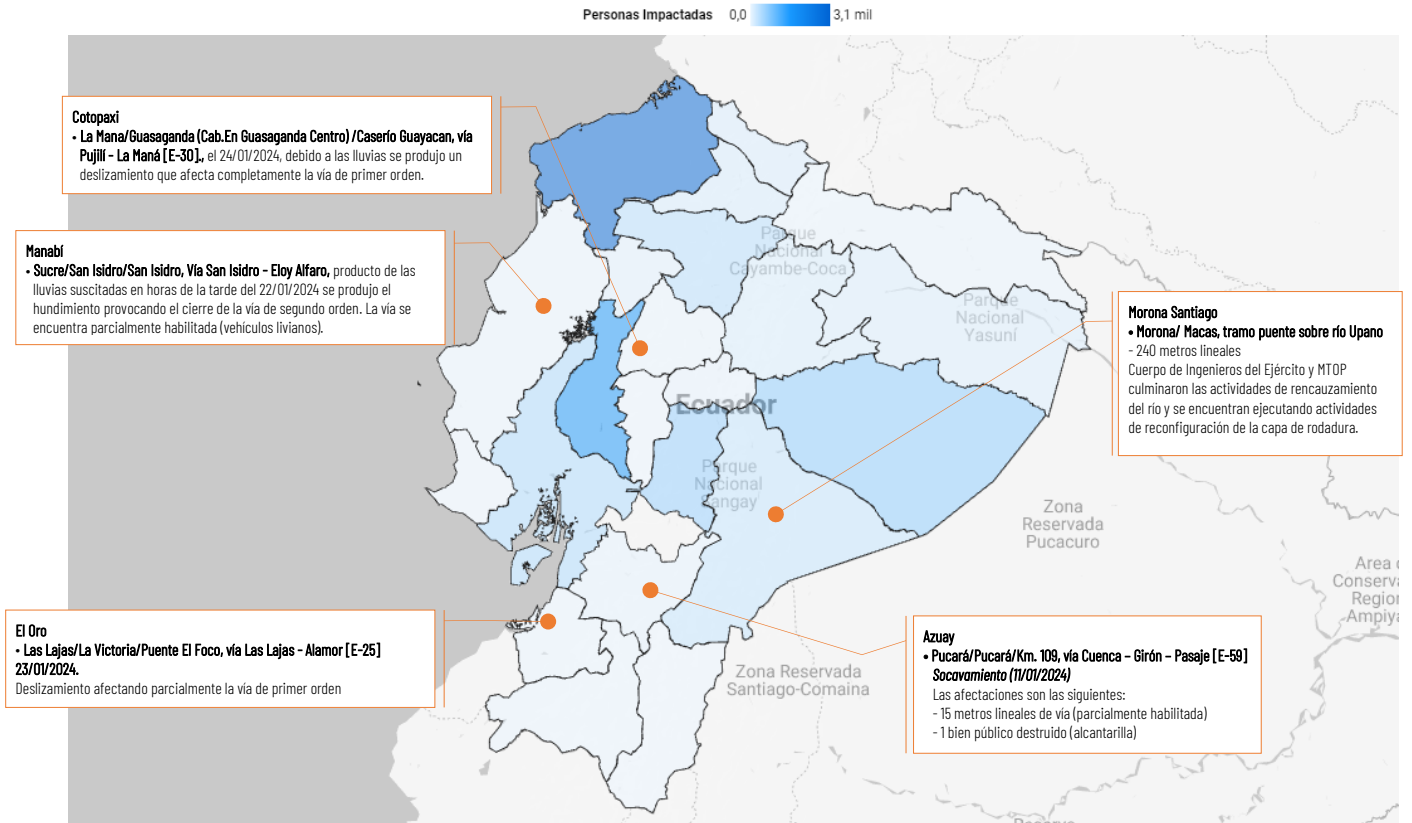 Personas Impactadas 0,0 3,1 mil
Cotopaxi
• La Mana/Guasaganda (Cab.En Guasaganda Centro) /Caserío Guayacan, vía
Pujilí - La Maná [E-30]., el 24/01/2024, debido a las lluvias se produjo un
deslizamiento que afecta completamente la vía de primer orden.
Manabí
• Sucre/San Isidro/San Isidro, Vía San Isidro - Eloy Alfaro, producto de las
lluvias suscitadas en horas de la tarde del 22/01/2024 se produjo el
hundimiento provocando el cierre de la vía de segundo orden. La vía se
encuentra parcialmente habilitada (vehículos livianos).
Parque
Nacional
Cayambe-Coca
Parque
Nacional
Yasuní
Morona Santiago
• Morona/ Macas, tramo puente sobre río Upano
- 240 metros lineales
Cuerpo de Ingenieros del Ejército y MTOP
culminaron las actividades de rencauzamiento
del río y se encuentran ejecutando actividades
de reconfiguración de la capa de rodadura.
Ecuador
Parque
Nacional
Sangay
Zona
Reservada
Pucacuro
Area
Conserva
Region
Ampiya
El Oro
• Las Lajas/La Victoria/Puente El Foco, vía Las Lajas - Alamor [E-25]
23/01/2024.
Deslizamiento afectando parcialmente la vía de primer orden
Zona Reservada
Santiago-Comaina
Azuay
• Pucará/Pucará/Km. 109, vía Cuenca – Girón – Pasaje [E-59]
Socavamiento (11/01/2024)
Las afectaciones son las siguientes:
- 15 metros lineales de vía (parcialmente habilitada)
- 1 bien público destruido (alcantarilla)